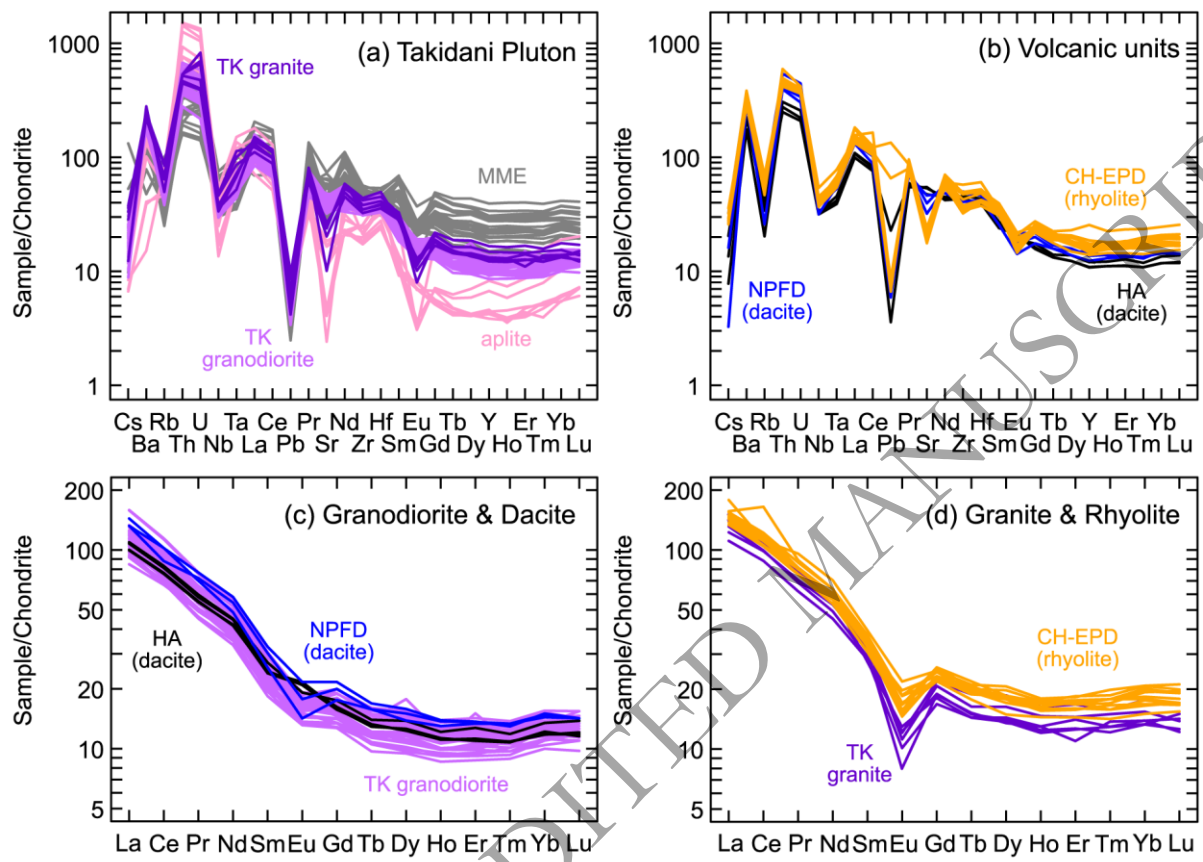 (a) Takidani Pluton
Sample/Chondrite
1000
100
10
1
TK granite
MME
TK
granodiorite
aplite
Cs Rb U Ta Ce Pr Nd Hf Eu Tb Y Er Yb
Ba Th Nb La Pb Sr Zr Sm Gd Dy Ho Tm Lu
(b) Volcanic units
Sample/Chondrite
1000
100
10
1
CH-EPD
(rhyolite)
NPFD
(dacite)
HA
(dacite)
Cs Rb U Ta Ce Pr Nd Hf Eu Tb Y Er Yb
Ba Th Nb La Pb Sr Zr Sm Gd Dy Ho Tm Lu
(c) Granodiorite & Dacite
Sample/Chondrite
200
100
50
20
10
5
HA
(dacite)
NPFD
(dacite)
TK granodiorite
La Ce Pr Nd Sm Eu Gd Tb Dy Ho Er Tm Yb Lu
(d) Granite & Rhyolite
Sample/Chondrite
200
100
50
20
10
5
CH-EPD
(rhyolite)
TK
granite
La Ce Pr Nd Sm Eu Gd Tb Dy Ho Er Tm Yb Lu
DITED MANUSCRIP